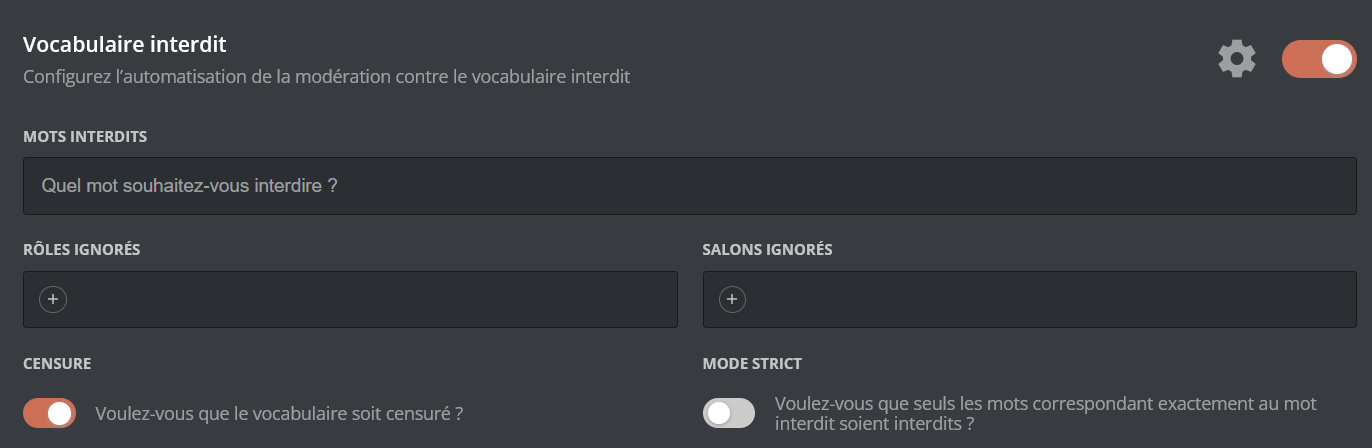 Vocabulaire interdit
Configurez l’automatisation de la modération contre le vocabulaire interdit
MOTS INTERDITS
Quel mot souhaitez-vous interdire ?
RÔLES IGNORÉS
SALONS IGNORÉS
CENSURE
Voulez-vous que le vocabulaire soit censuré ?
MODE STRICT
Voulez-vous que seuls les mots correspondant exactement au mot
interdit soient interdits ?